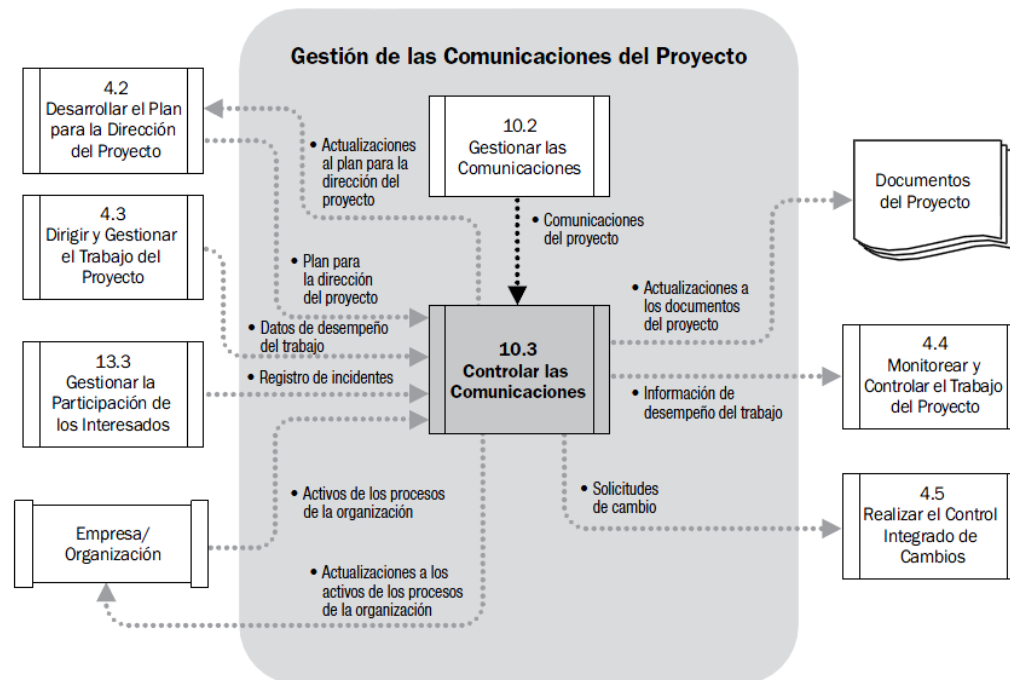 Gestión de las Comunicaciones del Proyecto
4.2
Desarrollar el Plan
para la Dirección
del Proyecto
4.3
Dirigir y Gestionar
el Trabajo del
Proyecto
13.3
Gestionar la
Participación de
los Interesados
Empresa/
Organización
• Actualizaciones
al plan para la
dirección del
proyecto
• Plan para
la dirección
del proyecto
• Datos de desempeño
del trabajo
• Registro de incidentes
• Activos de los procesos
de la organización
• Actualizaciones a los
activos de los procesos
de la organización
10.2
Gestionar las
Comunicaciones
• Comunicaciones
del proyecto
10.3
Controlar las
Comunicaciones
• Actualizaciones a
los documentos
del proyecto
• Información de
desempeño del trabajo
• Solicitudes
de cambio
Documentos
del Proyecto
4.4
Monitorear y
Controlar el Trabajo
del Proyecto
4.5
Realizar el Control
Integrado de
Cambios